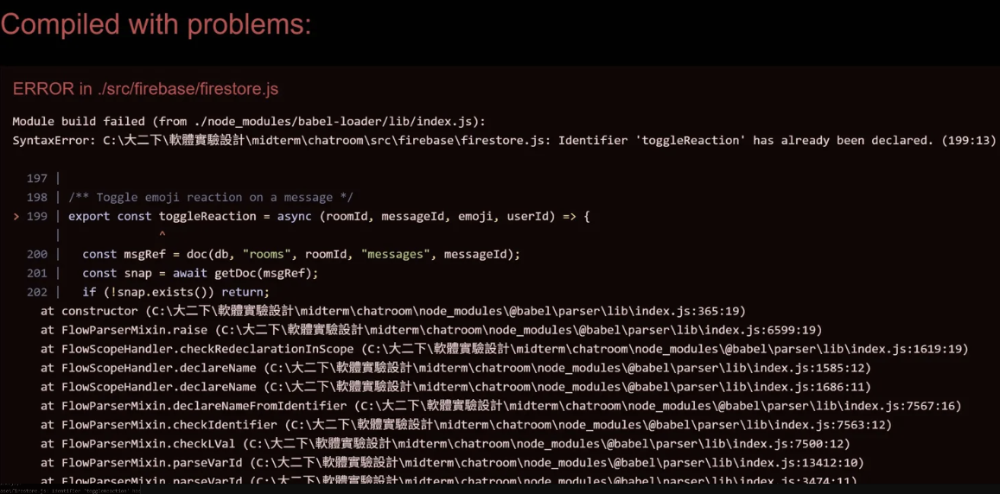 Compiled with problems:
ERROR in ./src/firebase/firestore.js
Module build failed (from ./node_modules/babel-loader/lib/index.js):
SyntaxError: C:\大二下\軟體實驗設計\midterm\chatroom\src\firebase\firestore.js: Identifier 'toggleReaction' has already been declared. (199:13)
197 |
198 | /** Toggle emoji reaction on a message */
> 199 | export const toggleReaction = async (roomId, messageId, emoji, userId) => {
| ^
200 | const msgRef = doc(db, "rooms", roomId, "messages", messageId);
201 | const snap = await getDoc(msgRef);
202 | if (!snap.exists()) return;
at constructor (C:\大二下\軟體實驗設計\midterm\chatroom\node_modules\@babel\parser\lib\index.js:365:19)
at FlowParserMixin.raise (C:\大二下\軟體實驗設計\midterm\chatroom\node_modules\@babel\parser\lib\index.js:6599:19)
at FlowScopeHandler.checkRedeclarationInScope (C:\大二下\軟體實驗設計\midterm\chatroom\node_modules\@babel\parser\lib\index.js:1619:19)
at FlowScopeHandler.declareName (C:\大二下\軟體實驗設計\midterm\chatroom\node_modules\@babel\parser\lib\index.js:1585:12)
at FlowScopeHandler.declareName (C:\大二下\軟體實驗設計\midterm\chatroom\node_modules\@babel\parser\lib\index.js:1686:11)
at FlowParserMixin.declareNameFromIdentifier (C:\大二下\軟體實驗設計\midterm\chatroom\node_modules\@babel\parser\lib\index.js:7567:16)
at FlowParserMixin.checkIdentifier (C:\大二下\軟體實驗設計\midterm\chatroom\node_modules\@babel\parser\lib\index.js:7563:12)
at FlowParserMixin.checkLVal (C:\大二下\軟體實驗設計\midterm\chatroom\node_modules\@babel\parser\lib\index.js:7500:12)
at FlowParserMixin.parseVarId (C:\大二下\軟體實驗設計\midterm\chatroom\node_modules\@babel\parser\lib\index.js:13412:10)
at FlowParserMixin.parseVarId (C:\大二下\軟體實驗設計\midterm\chatroom\node_modules\@babel\parser\lib\index.js:3474:11)